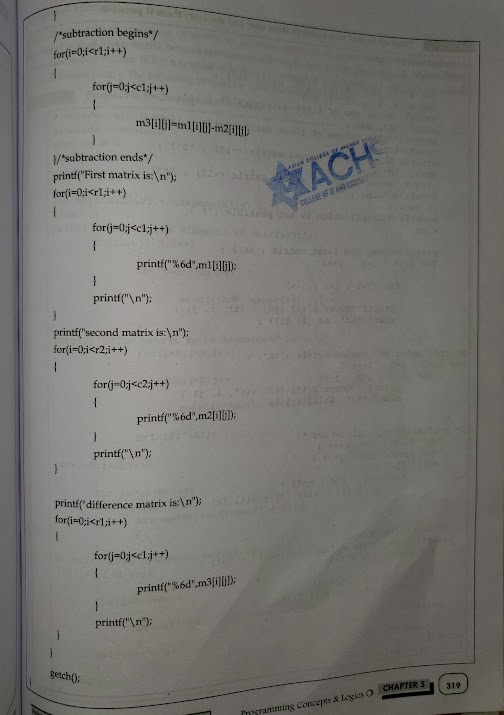 }
/*subtraction begins*/
for(i=0;i<r1;i++)
{
for(j=0;j<c1;j++)
{
m3[i][j]=m1[i][j]-m2[i][j];
}
}/*subtraction ends*/
printf("First matrix is:\n");
for(i=0;i<r1;i++)
{
for(j=0;j<c1;j++)
{
printf("%6d",m1[i][j]);
}
printf("\n");
}
printf("second matrix is:\n");
for(i=0;i<r2;i++)
{
for(j=0;j<c2;j++)
{
printf("%6d",m2[i][j]);
}
printf("\n");
}
printf("difference matrix is:\n");
for(i=0;i<r1;i++)
{
for(j=0;j<c1;j++)
{
printf("%6d",m3[i][j]);
}
printf("\n");
}
}
getch();
ASIAN COLLEGE OF HIGHER
ACH
COLLEGE OF IT AND
Programming Concepts & Logics CHAPTER 5 319